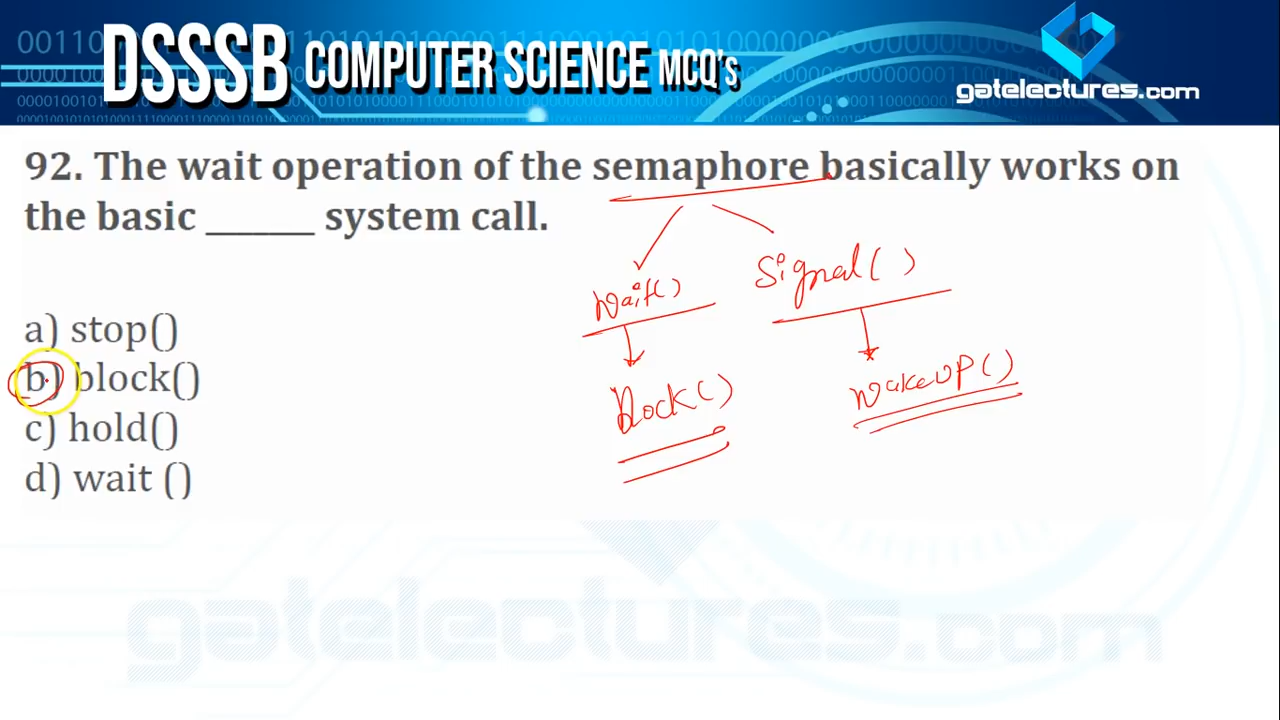 DSSSB COMPUTER SCIENCE MCQ's
gatelectures.com
92. The wait operation of the semaphore basically works on
the basic ______ system call.
a) stop()
b) block()
c) hold()
d) wait ()
Wait()
Signal()
Block()
wakeUP()
gatelectures.com